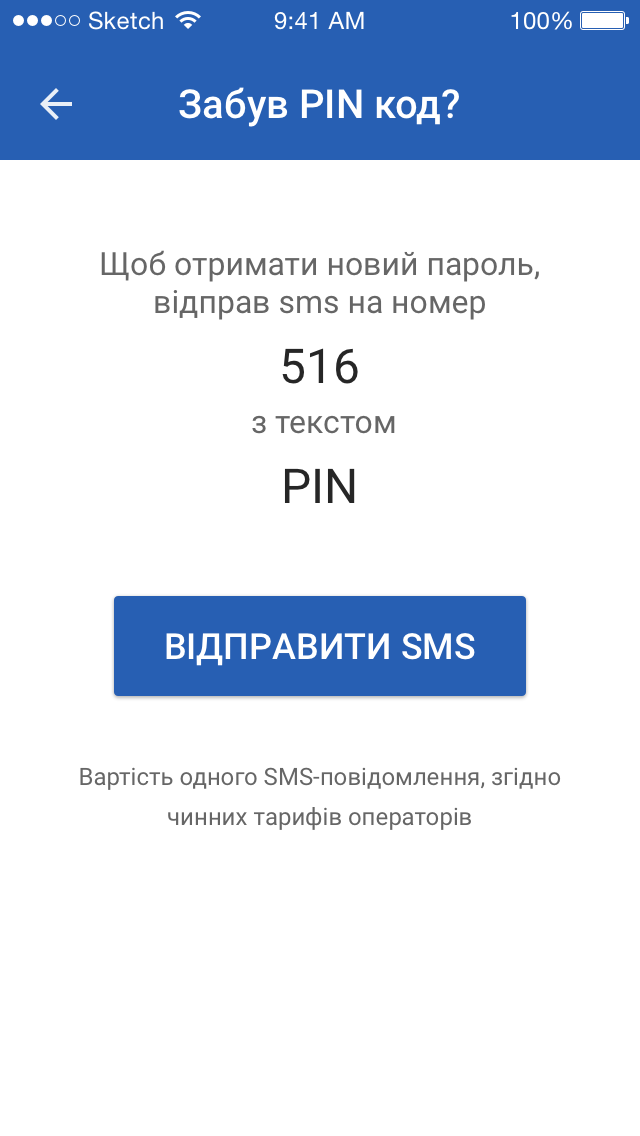 Sketch 9:41 AM 100%
Забув PIN код?
Щоб отримати новий пароль,
відправ sms на номер
516
з текстом
PIN
ВІДПРАВИТИ SMS
Вартість одного SMS-повідомлення, згідно
чинних тарифів операторів